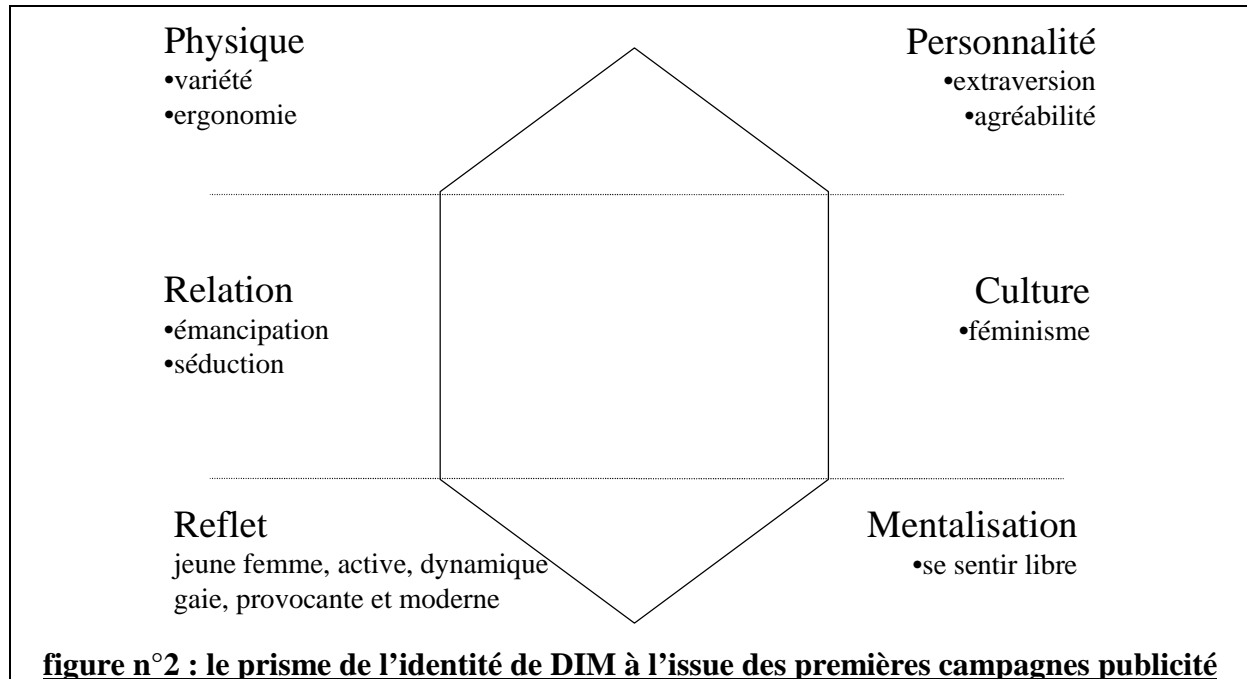 Physique
•variété
•ergonomie
Personnalité
•extraversion
•agréabilité
Relation
•émancipation
•séduction
Culture
•féminisme
Reflet
jeune femme, active, dynamique
gaie, provocante et moderne
Mentalisation
•se sentir libre
figure n°2 : le prisme de l’identité de DIM à l’issue des premières campagnes publicité